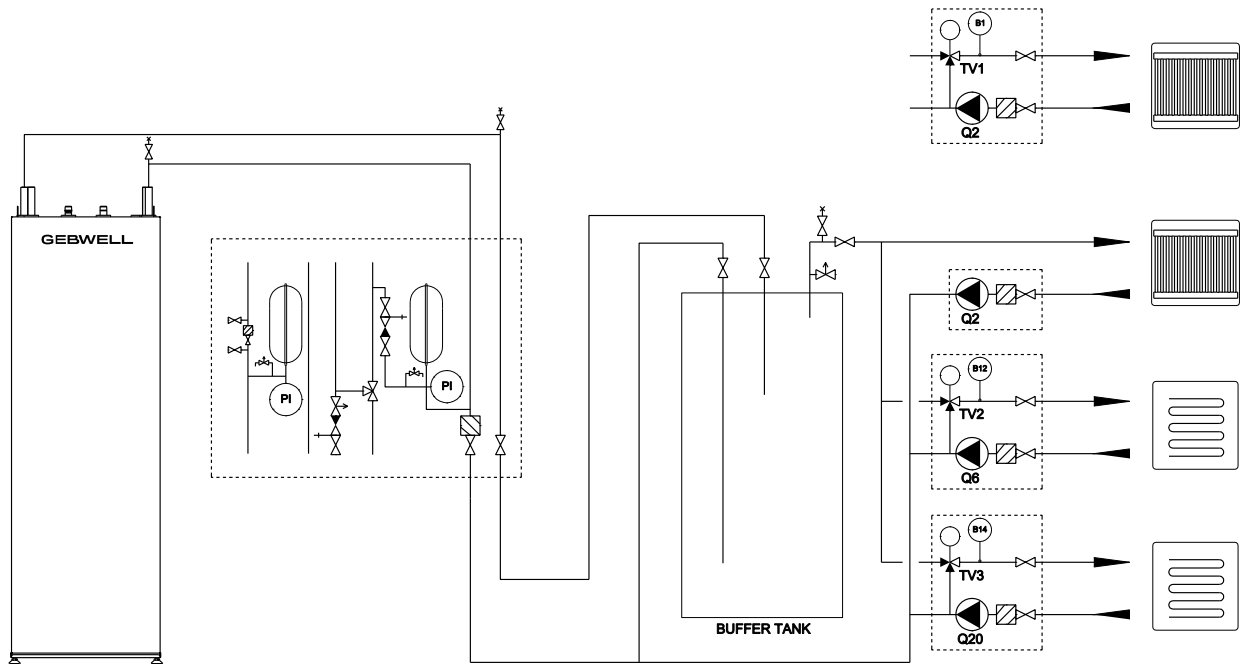 B1
TV1
Q2
GEBWELL
Q2
B12
PI
PI
TV2
Q6
B14
TV3
BUFFER TANK
Q20